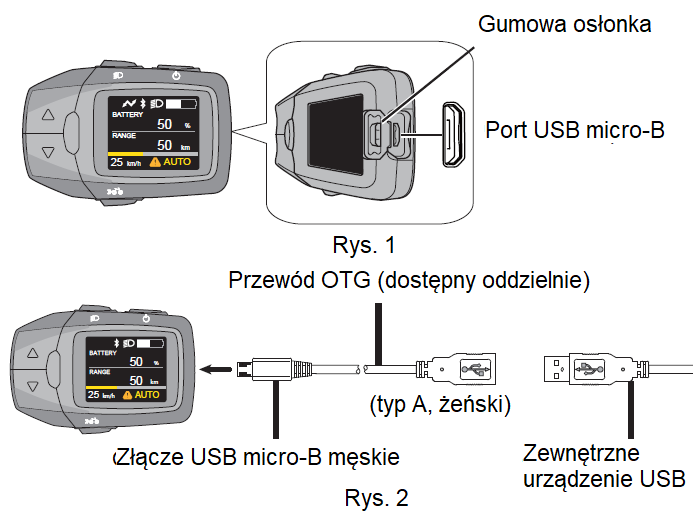 Gumowa osłonka
BATTERY
50 %
RANGE
50 km
25 km/h AUTO
Port USB micro-B
Rys. 1
Przewód OTG (dostępny oddzielnie)
BATTERY
50 %
RANGE
50 km
25 km/h AUTO
(typ A, żeński)
Złącze USB micro-B męskie
Zewnętrzne
urządzenie USB
Rys. 2